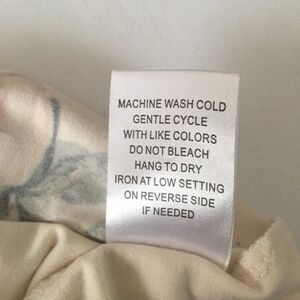 MACHINE WASH COLD
GENTLE CYCLE
WITH LIKE COLORS
DO NOT BLEACH
HANG TO DRY
IRON AT LOW SETTING
ON REVERSE SIDE
IF NEEDED